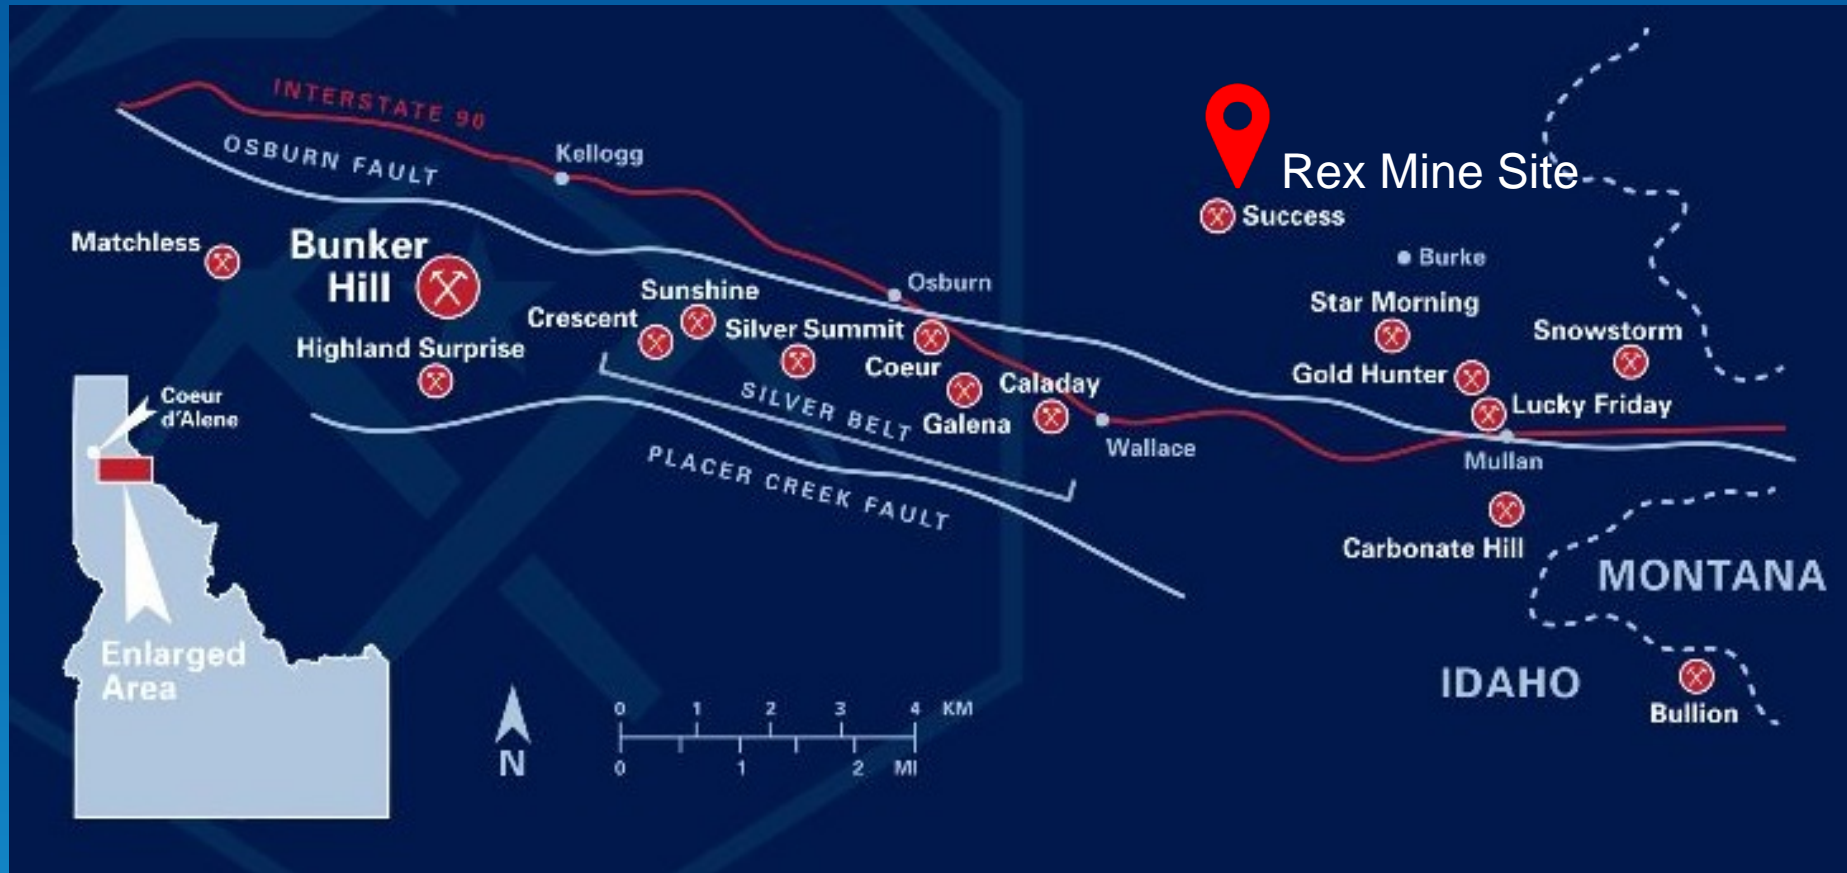 INTERSTATE 90
OSBURN FAULT
Kellogg
Rex Mine Site
Success
Matchless
Bunker
Hill
Burke
Sunshine
Osburn
Star Morning
Crescent
Silver Summit
Snowstorm
Highland Surprise
Coeur
Gold Hunter
Caladay
Coeur
d'Alene
SILVER BELT
Galena
Lucky Friday
Wallace
Mullan
PLACER CREEK FAULT
Carbonate Hill
MONTANA
Enlarged
Area
IDAHO
Bullion
0 1 2 3 4 KM
N
0 1 2 MI